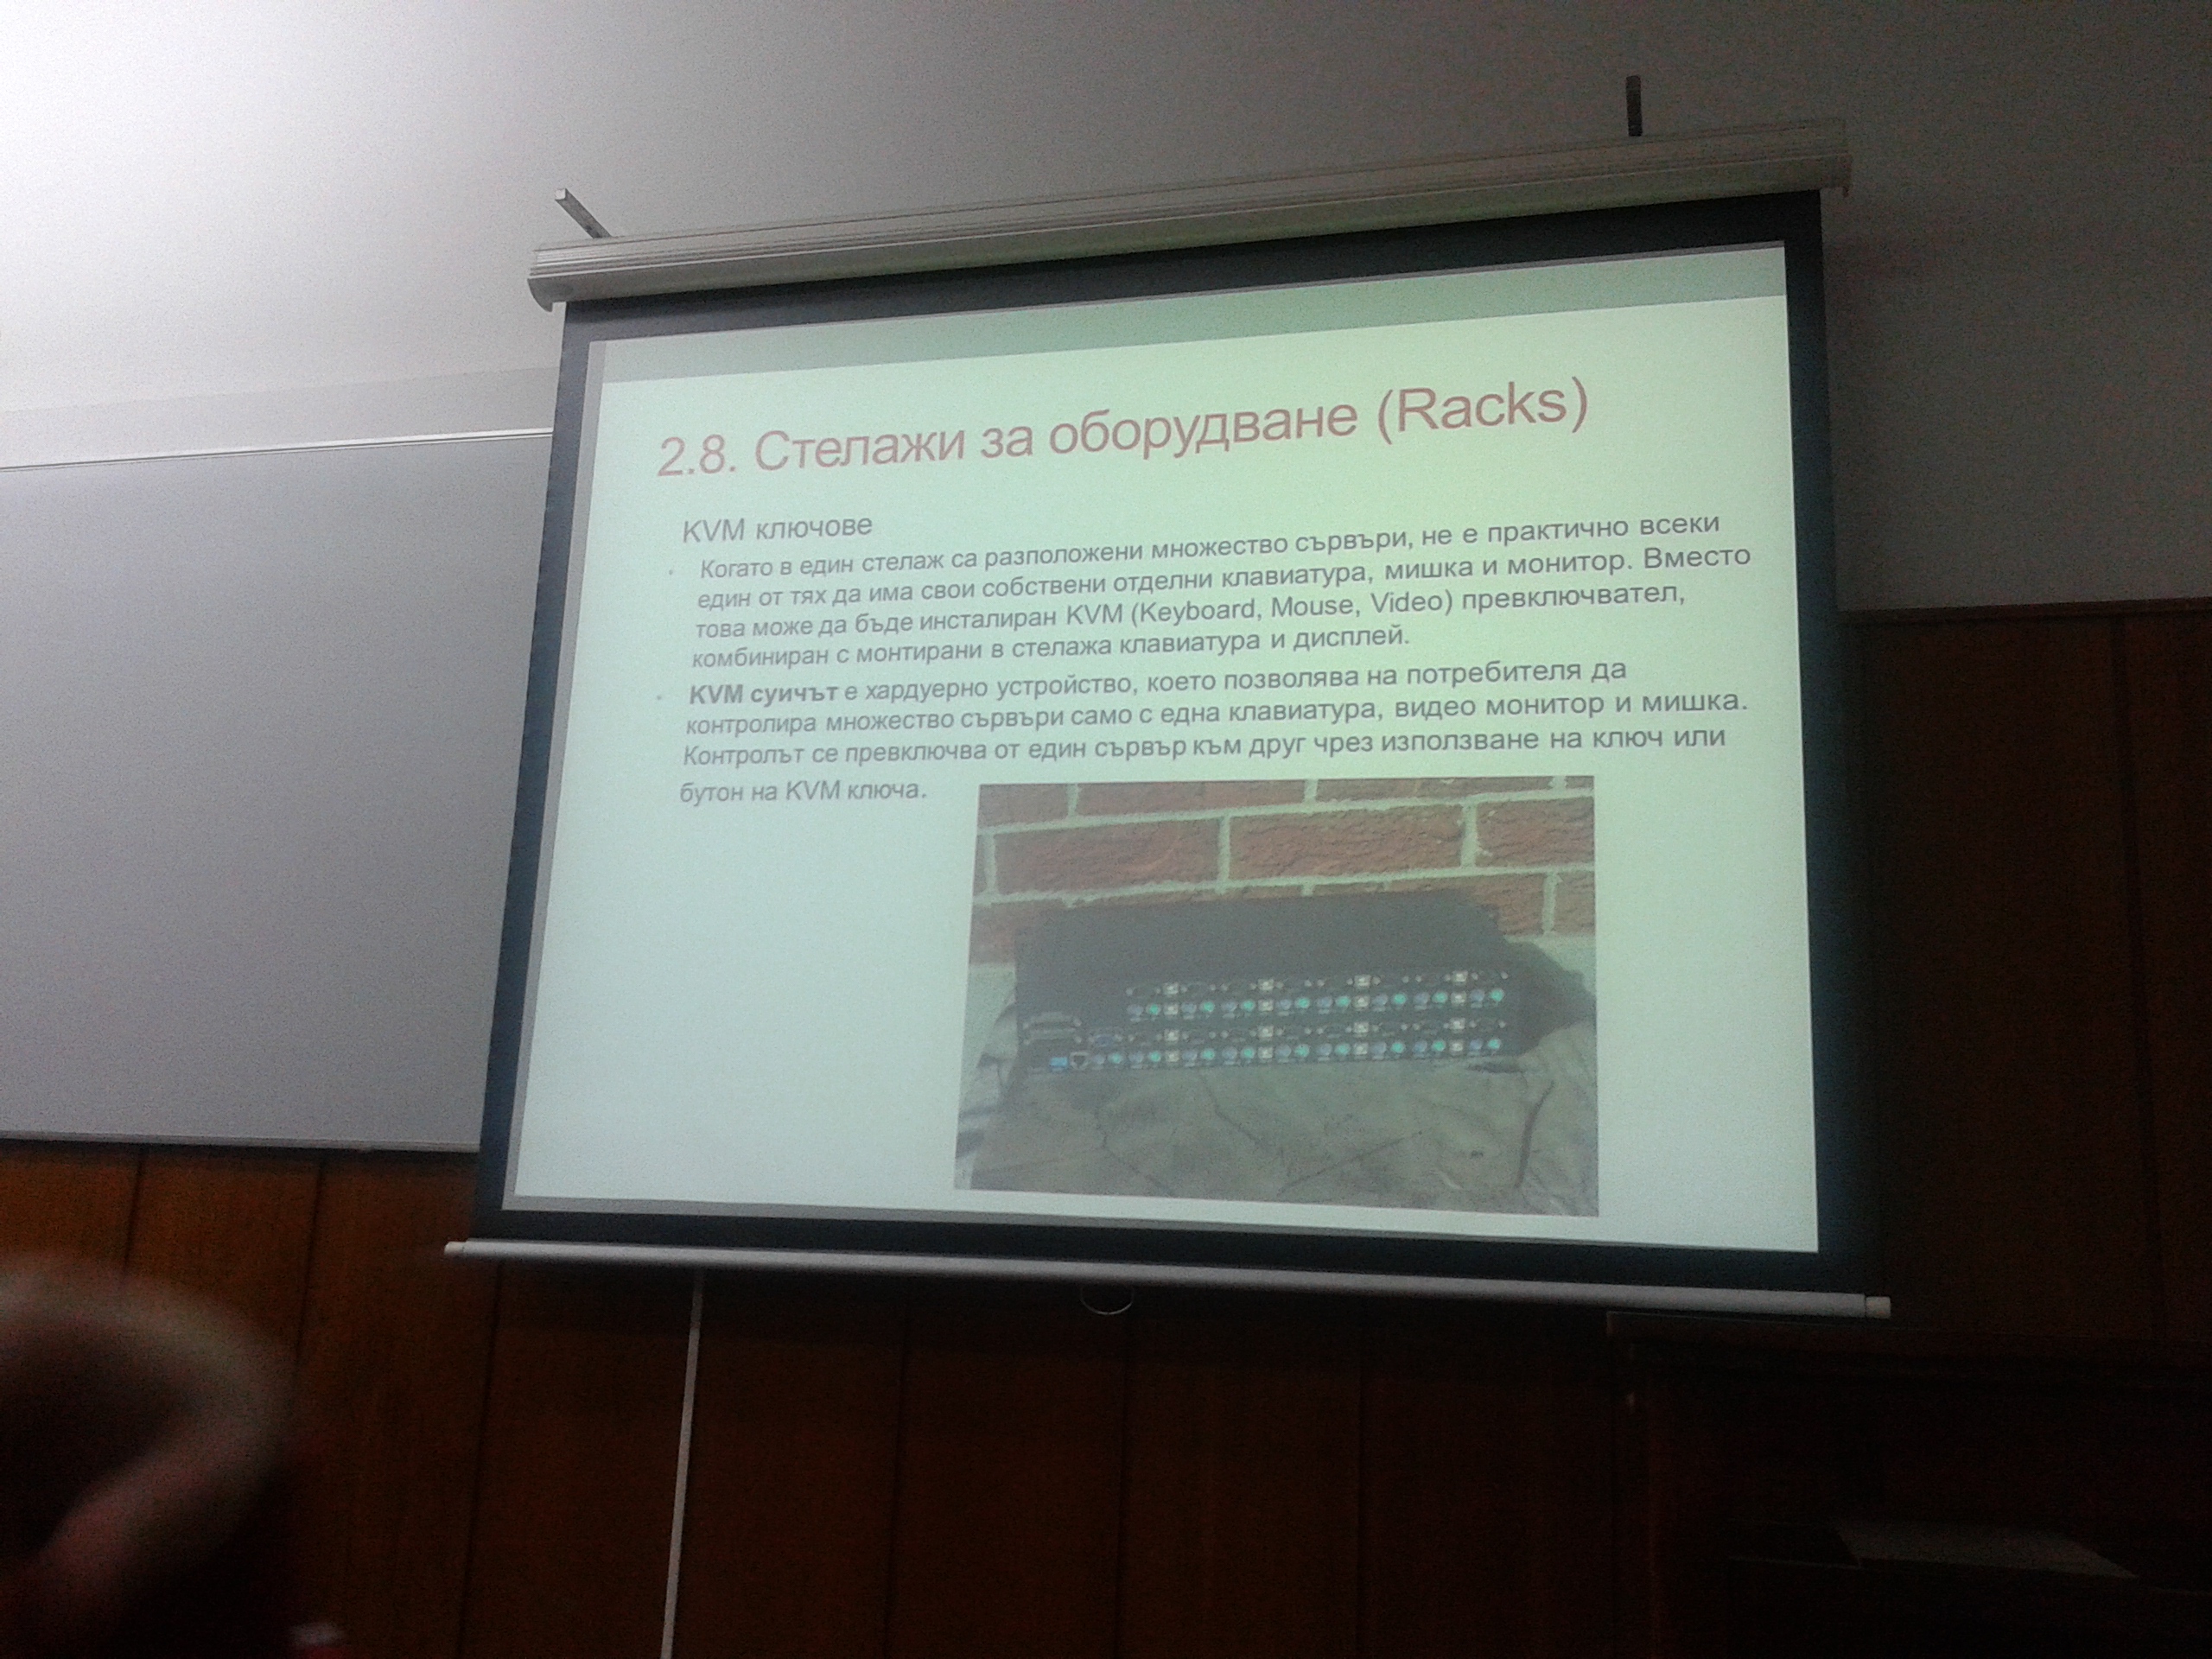 2.8. Стелажи за оборудване (Racks)
KVM ключове
Когато в един стелаж са разположени множество сървъри, не е практично всеки
един от тях да има свои собствени отделни клавиатура, мишка и монитор. Вместо
това може да бъде инсталиран KVM (Keyboard, Mouse, Video) превключвател,
комбиниран с монтирани в стелажа клавиатура и дисплей.
KVM суичът е хардуерно устройство, което позволява на потребителя да
контролира множество сървъри само с една клавиатура, видео монитор и мишка.
Контролът се превключва от един сървър към друг чрез използване на ключ или
бутон на KVM ключа.